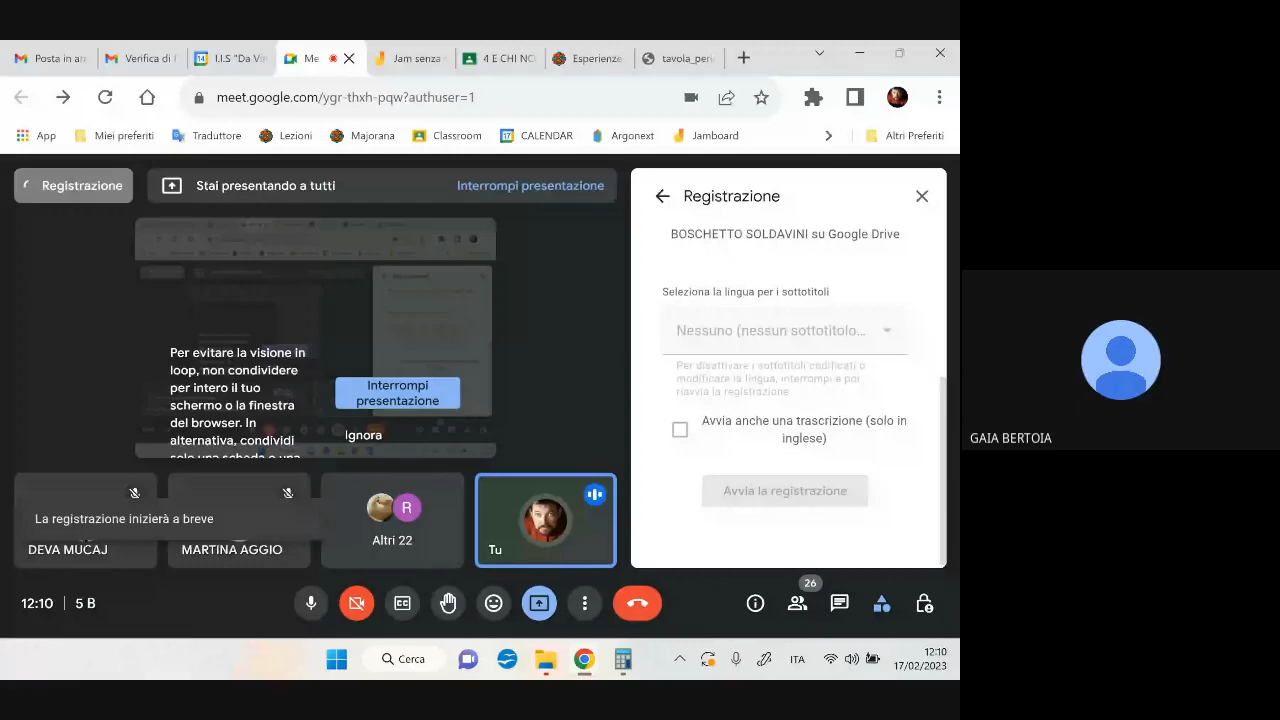 Posta in ar
Verifica di f
I.I.S "Da Vin
Me
Jam senza
4 E CHI NO
Esperienze
tavola_peri
meet.google.com/ygr-thxh-pqw?authuser=1
App
Miei preferiti
Traduttore
Lezioni
Majorana
Classroom
CALENDAR
Argonext
Jamboard
Altri Preferiti
Registrazione
Stai presentando a tutti
Interrompi presentazione
Per evitare la visione in
loop, non condividere
per intero il tuo
schermo o la finestra
del browser. In
alternativa, condividi
solo una scheda o una
Interrompi
presentazione
Ignora
La registrazione inizierà a breve
DEVA MUCAJ
MARTINA AGGIO
R
Altri 22
Tu
Registrazione
BOSCHETTO SOLDAVINI su Google Drive
Seleziona la lingua per i sottotitoli
Nessuno (nessun sottotitolo...
Per disattivare i sottotitoli codificati o
modificare la lingua, interrompi e poi
riavvia la registrazione
Avvia anche una trascrizione (solo in
inglese)
Avvia la registrazione
GAIA BERTOIA
12:10 | 5 B
26
Cerca
ITA
12:10
17/02/2023